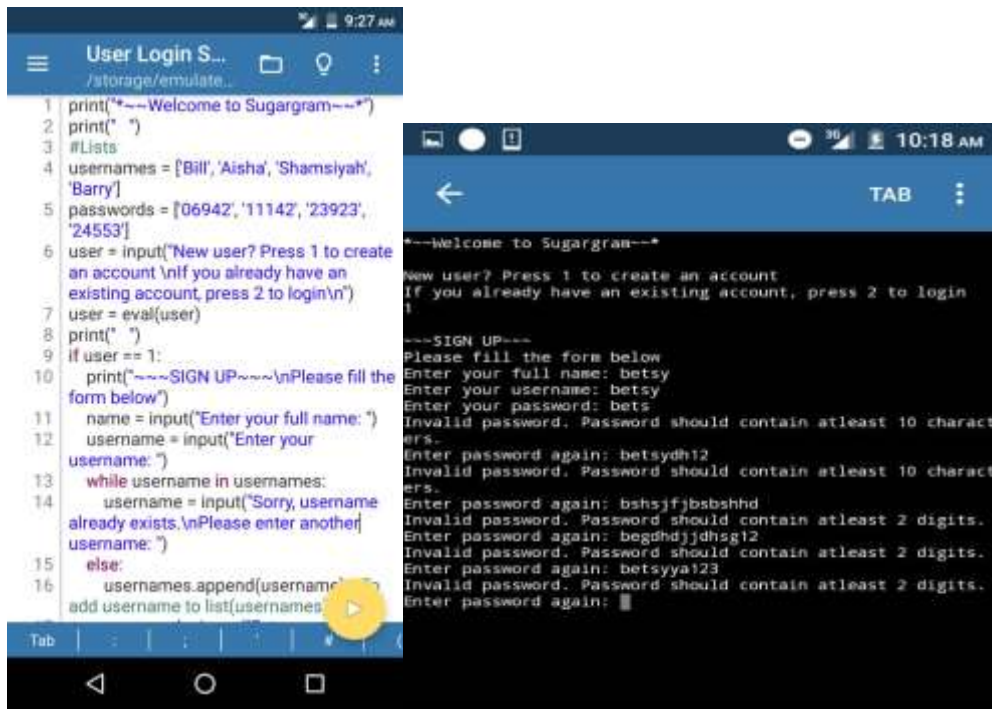 9:27 AM
User Login S...
/storage/emulate...
1 print("*~~Welcome to Sugargram~~*")
2 print("  ")
3 #Lists
4 usernames = ['Bill', 'Aisha', 'Shamsiyah',
'Barry']
5 passwords = ['06942', '11142', '23923',
'24553']
6 user = input("New user? Press 1 to create
an account \nIf you already have an
existing account, press 2 to login\n")
7 user = eval(user)
8 print("  ")
9 if user == 1:
10 print("~~~SIGN UP~~~\nPlease fill the
form below")
11 name = input("Enter your full name: ")
12 username = input("Enter your
username: ")
13 while username in usernames:
14 username = input("Sorry, username
already exists.\nPlease enter another
username: ")
15 else:
16 usernames.append(username)
add username to list(usernames
Tab : ; ' # (
3G 10:18 AM
TAB
*~~Welcome to Sugargram~~*
New user? Press 1 to create an account
If you already have an existing account, press 2 to login
1
~~~SIGN UP~~~
Please fill the form below
Enter your full name: betsy
Enter your username: betsy
Enter your password: bets
Invalid password. Password should contain atleast 10 charact
ers.
Enter password again: betsydh12
Invalid password. Password should contain atleast 10 charact
ers.
Enter password again: bshsjfjbsbshhd
Invalid password. Password should contain atleast 2 digits.
Enter password again: begdhdjjdhsg12
Invalid password. Password should contain atleast 2 digits.
Enter password again: betsyya123
Invalid password. Password should contain atleast 2 digits.
Enter password again: